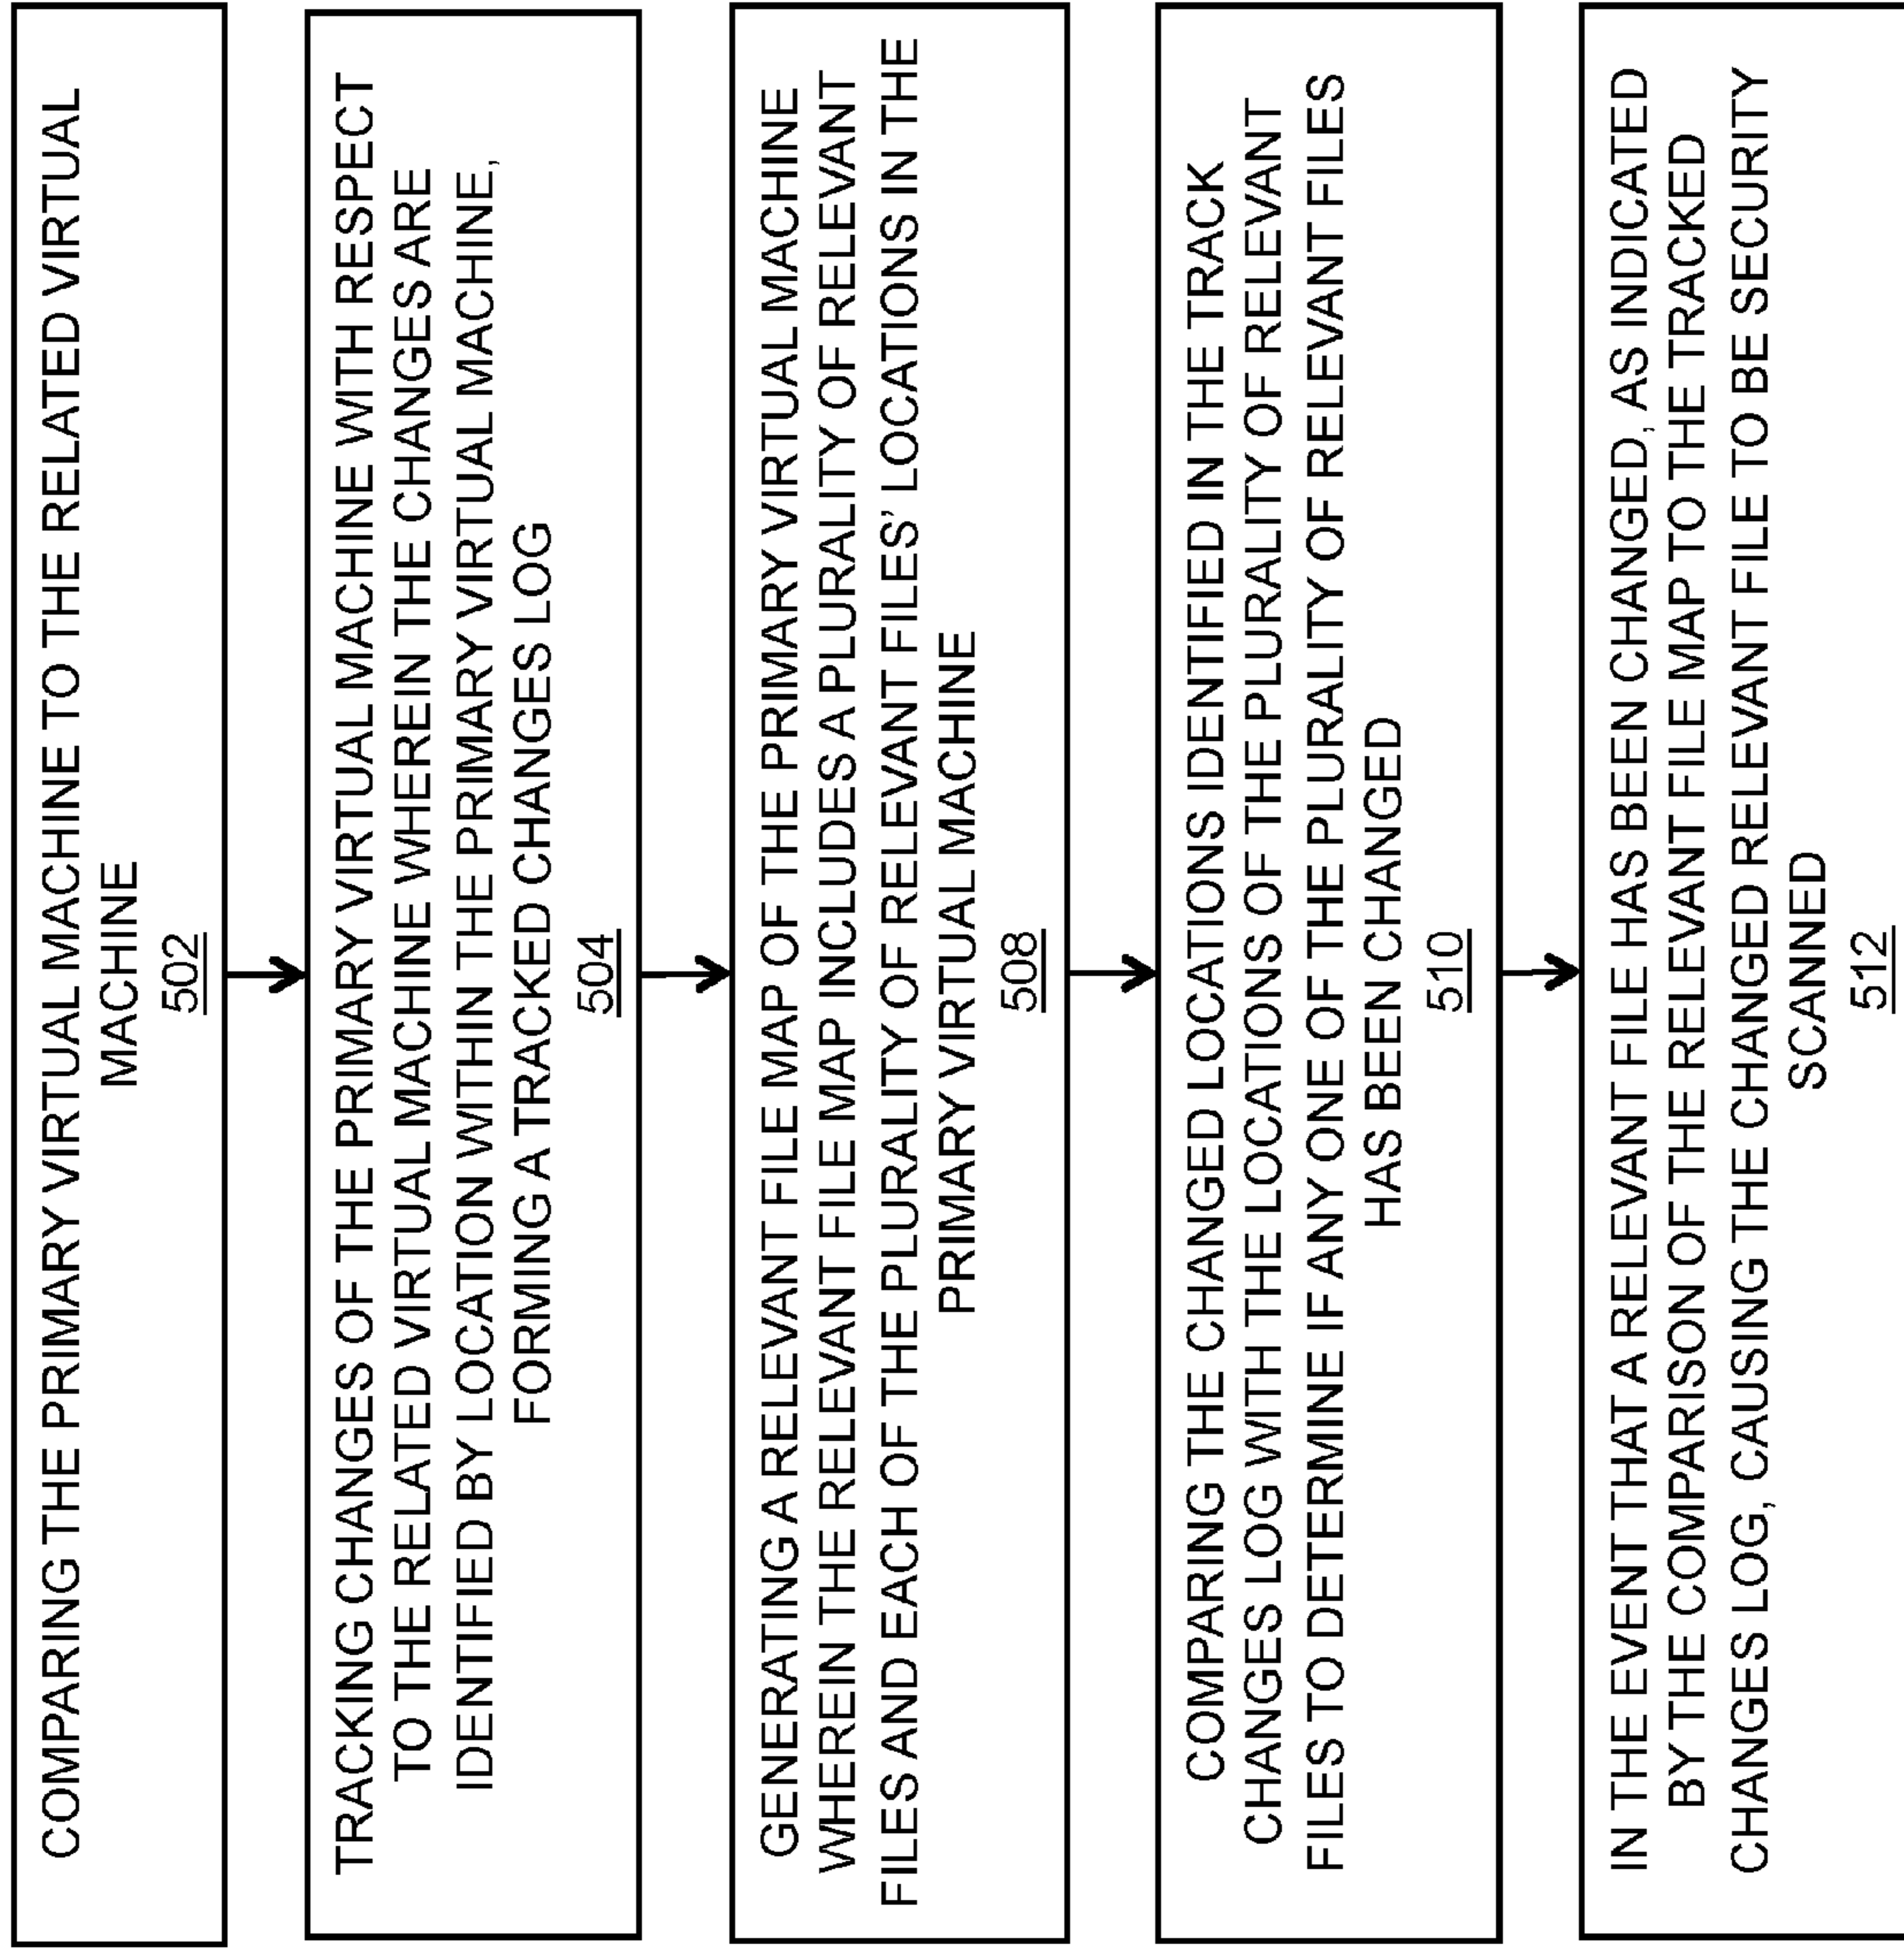 COMPARING THE PRIMARY VIRTUAL MACHINE TO THE RELATED VIRTUAL
MACHINE
502
TRACKING CHANGES OF THE PRIMARY VIRTUAL MACHINE WITH RESPECT
TO THE RELATED VIRTUAL MACHINE WHEREIN THE CHANGES ARE
IDENTIFIED BY LOCATION WITHIN THE PRIMARY VIRTUAL MACHINE,
FORMING A TRACKED CHANGES LOG
504
GENERATING A RELEVANT FILE MAP OF THE PRIMARY VIRTUAL MACHINE
WHEREIN THE RELEVANT FILE MAP INCLUDES A PLURALITY OF RELEVANT
FILES AND EACH OF THE PLURALITY OF RELEVANT FILES' LOCATIONS IN THE
PRIMARY VIRTUAL MACHINE
508
COMPARING THE CHANGED LOCATIONS IDENTIFIED IN THE TRACK
CHANGES LOG WITH THE LOCATIONS OF THE PLURALITY OF RELEVANT
FILES TO DETERMINE IF ANY ONE OF THE PLURALITY OF RELEVANT FILES
HAS BEEN CHANGED
510
IN THE EVENT THAT A RELEVANT FILE HAS BEEN CHANGED, AS INDICATED
BY THE COMPARISON OF THE RELEVANT FILE MAP TO THE TRACKED
CHANGES LOG, CAUSING THE CHANGED RELEVANT FILE TO BE SECURITY
SCANNED
512